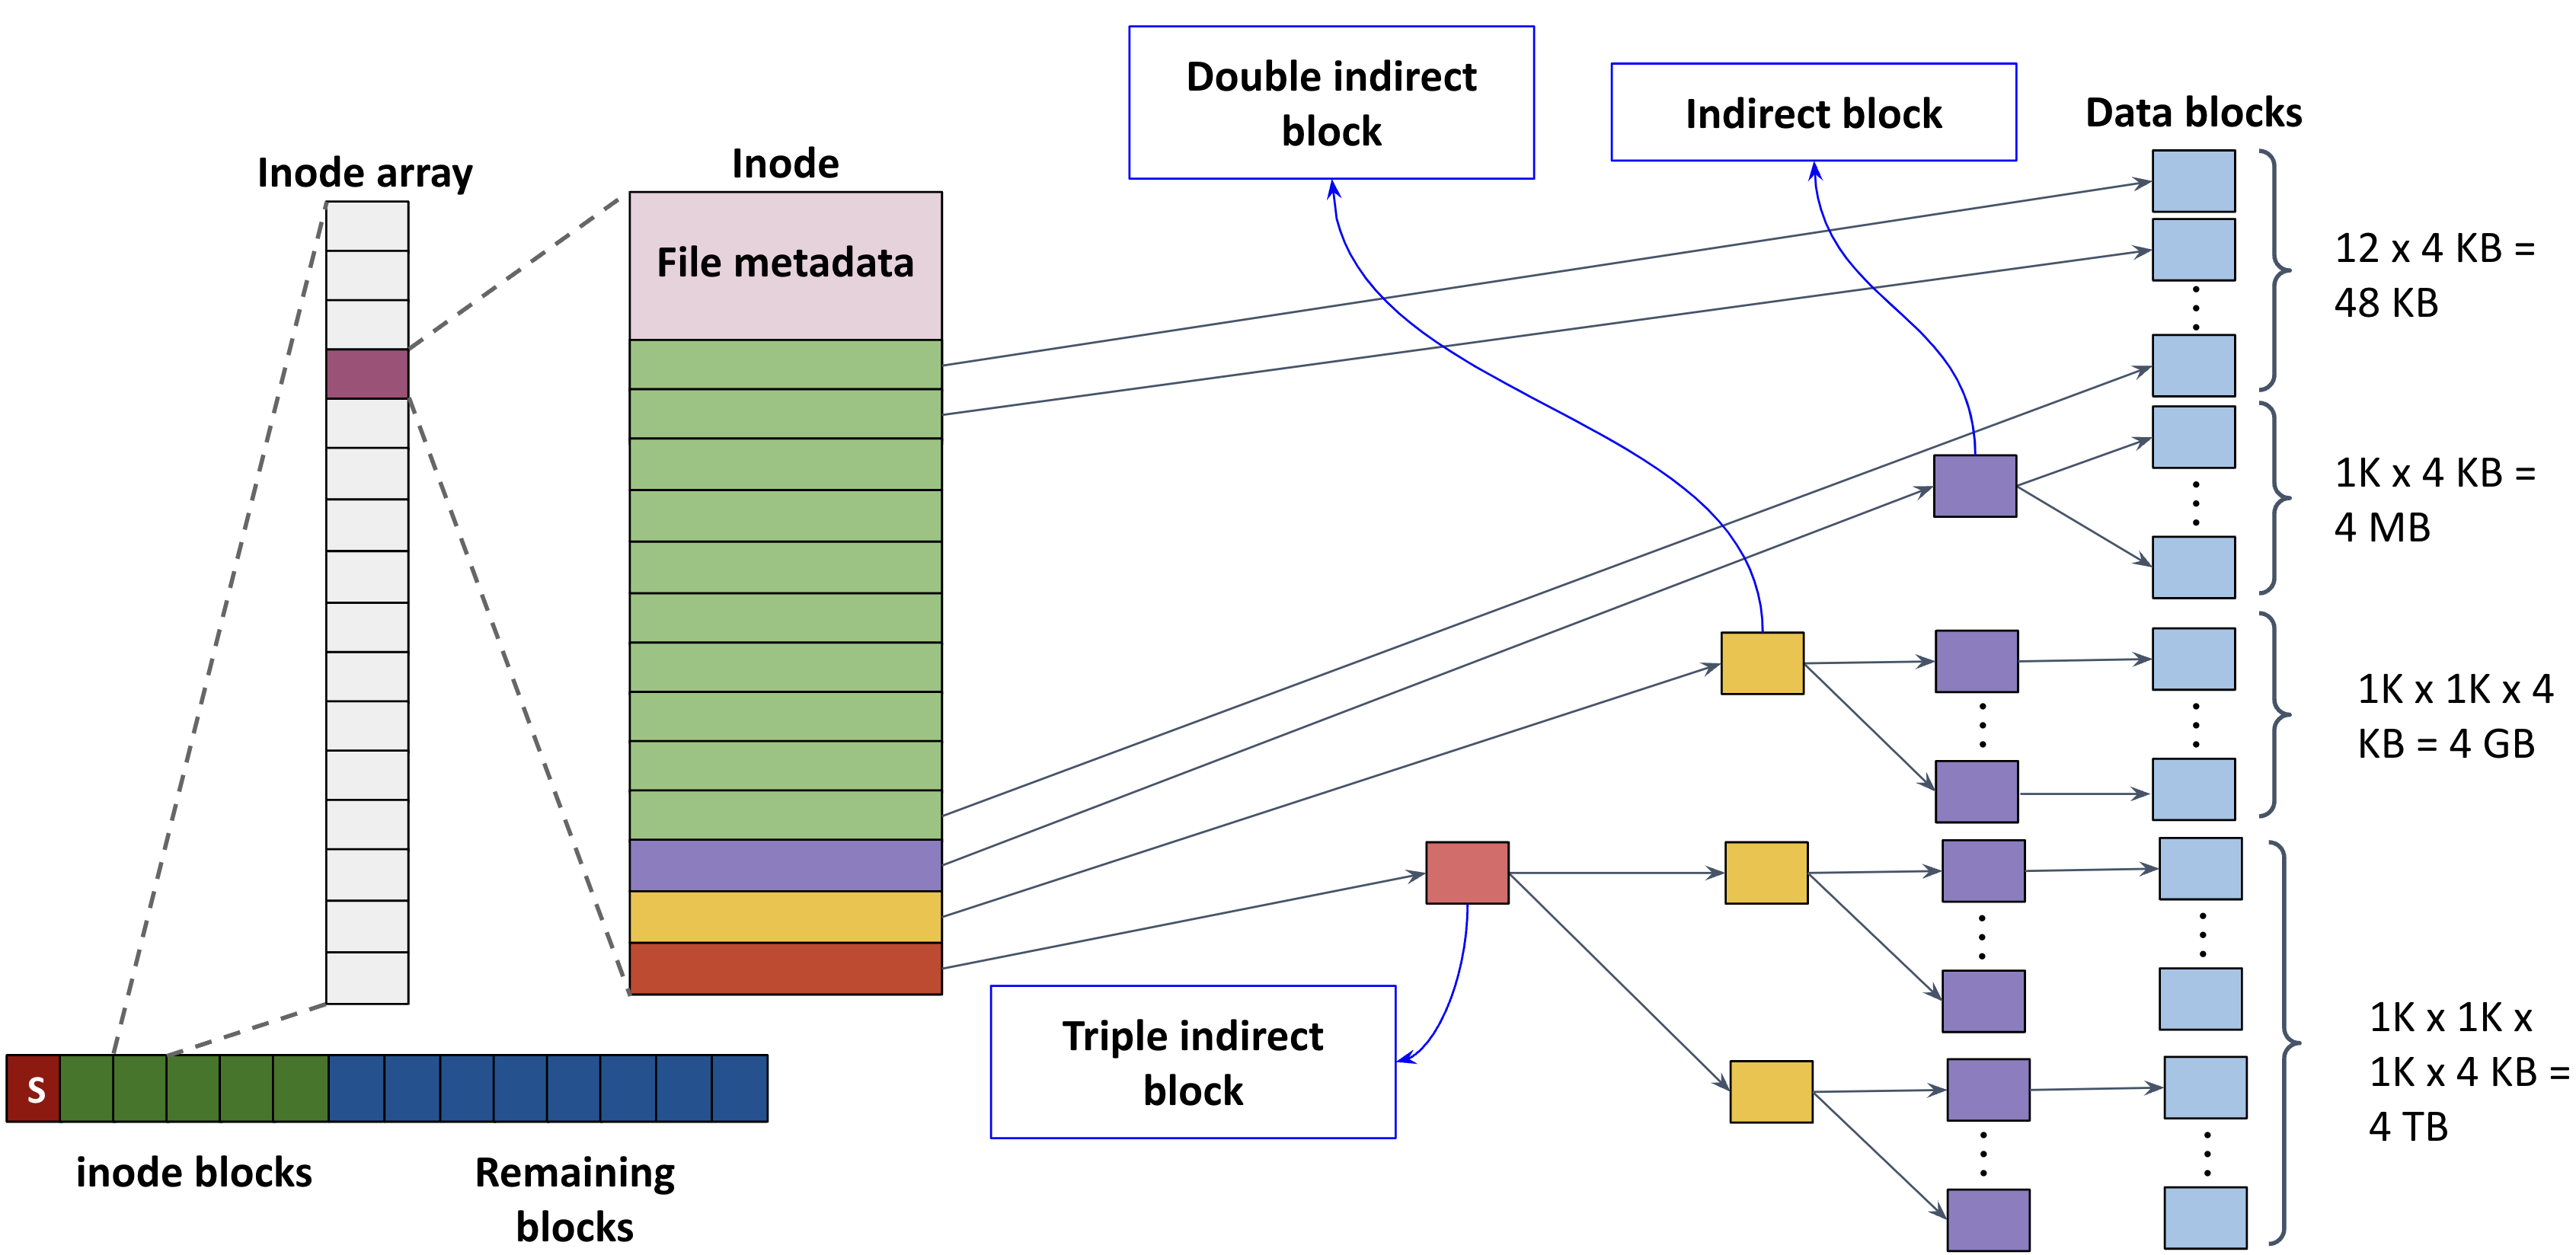 Double indirect
block
Indirect block
Data blocks
Inode array
Inode
File metadata
12 x 4 KB =
48 KB
1K x 4 KB =
4 MB
1K x 1K x 4
KB = 4 GB
Triple indirect
block
1K x 1K x
1K x 4 KB =
4 TB
S
inode blocks
Remaining
blocks